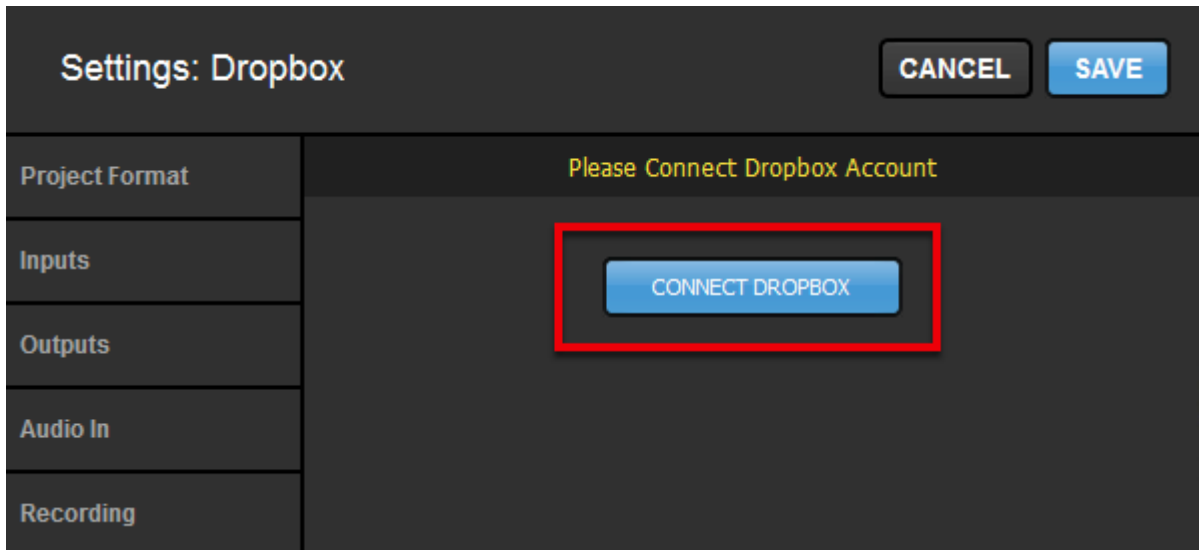 Settings: Dropbox
CANCEL
SAVE
Project Format
Please Connect Dropbox Account
Inputs
CONNECT DROPBOX
Outputs
Audio In
Recording